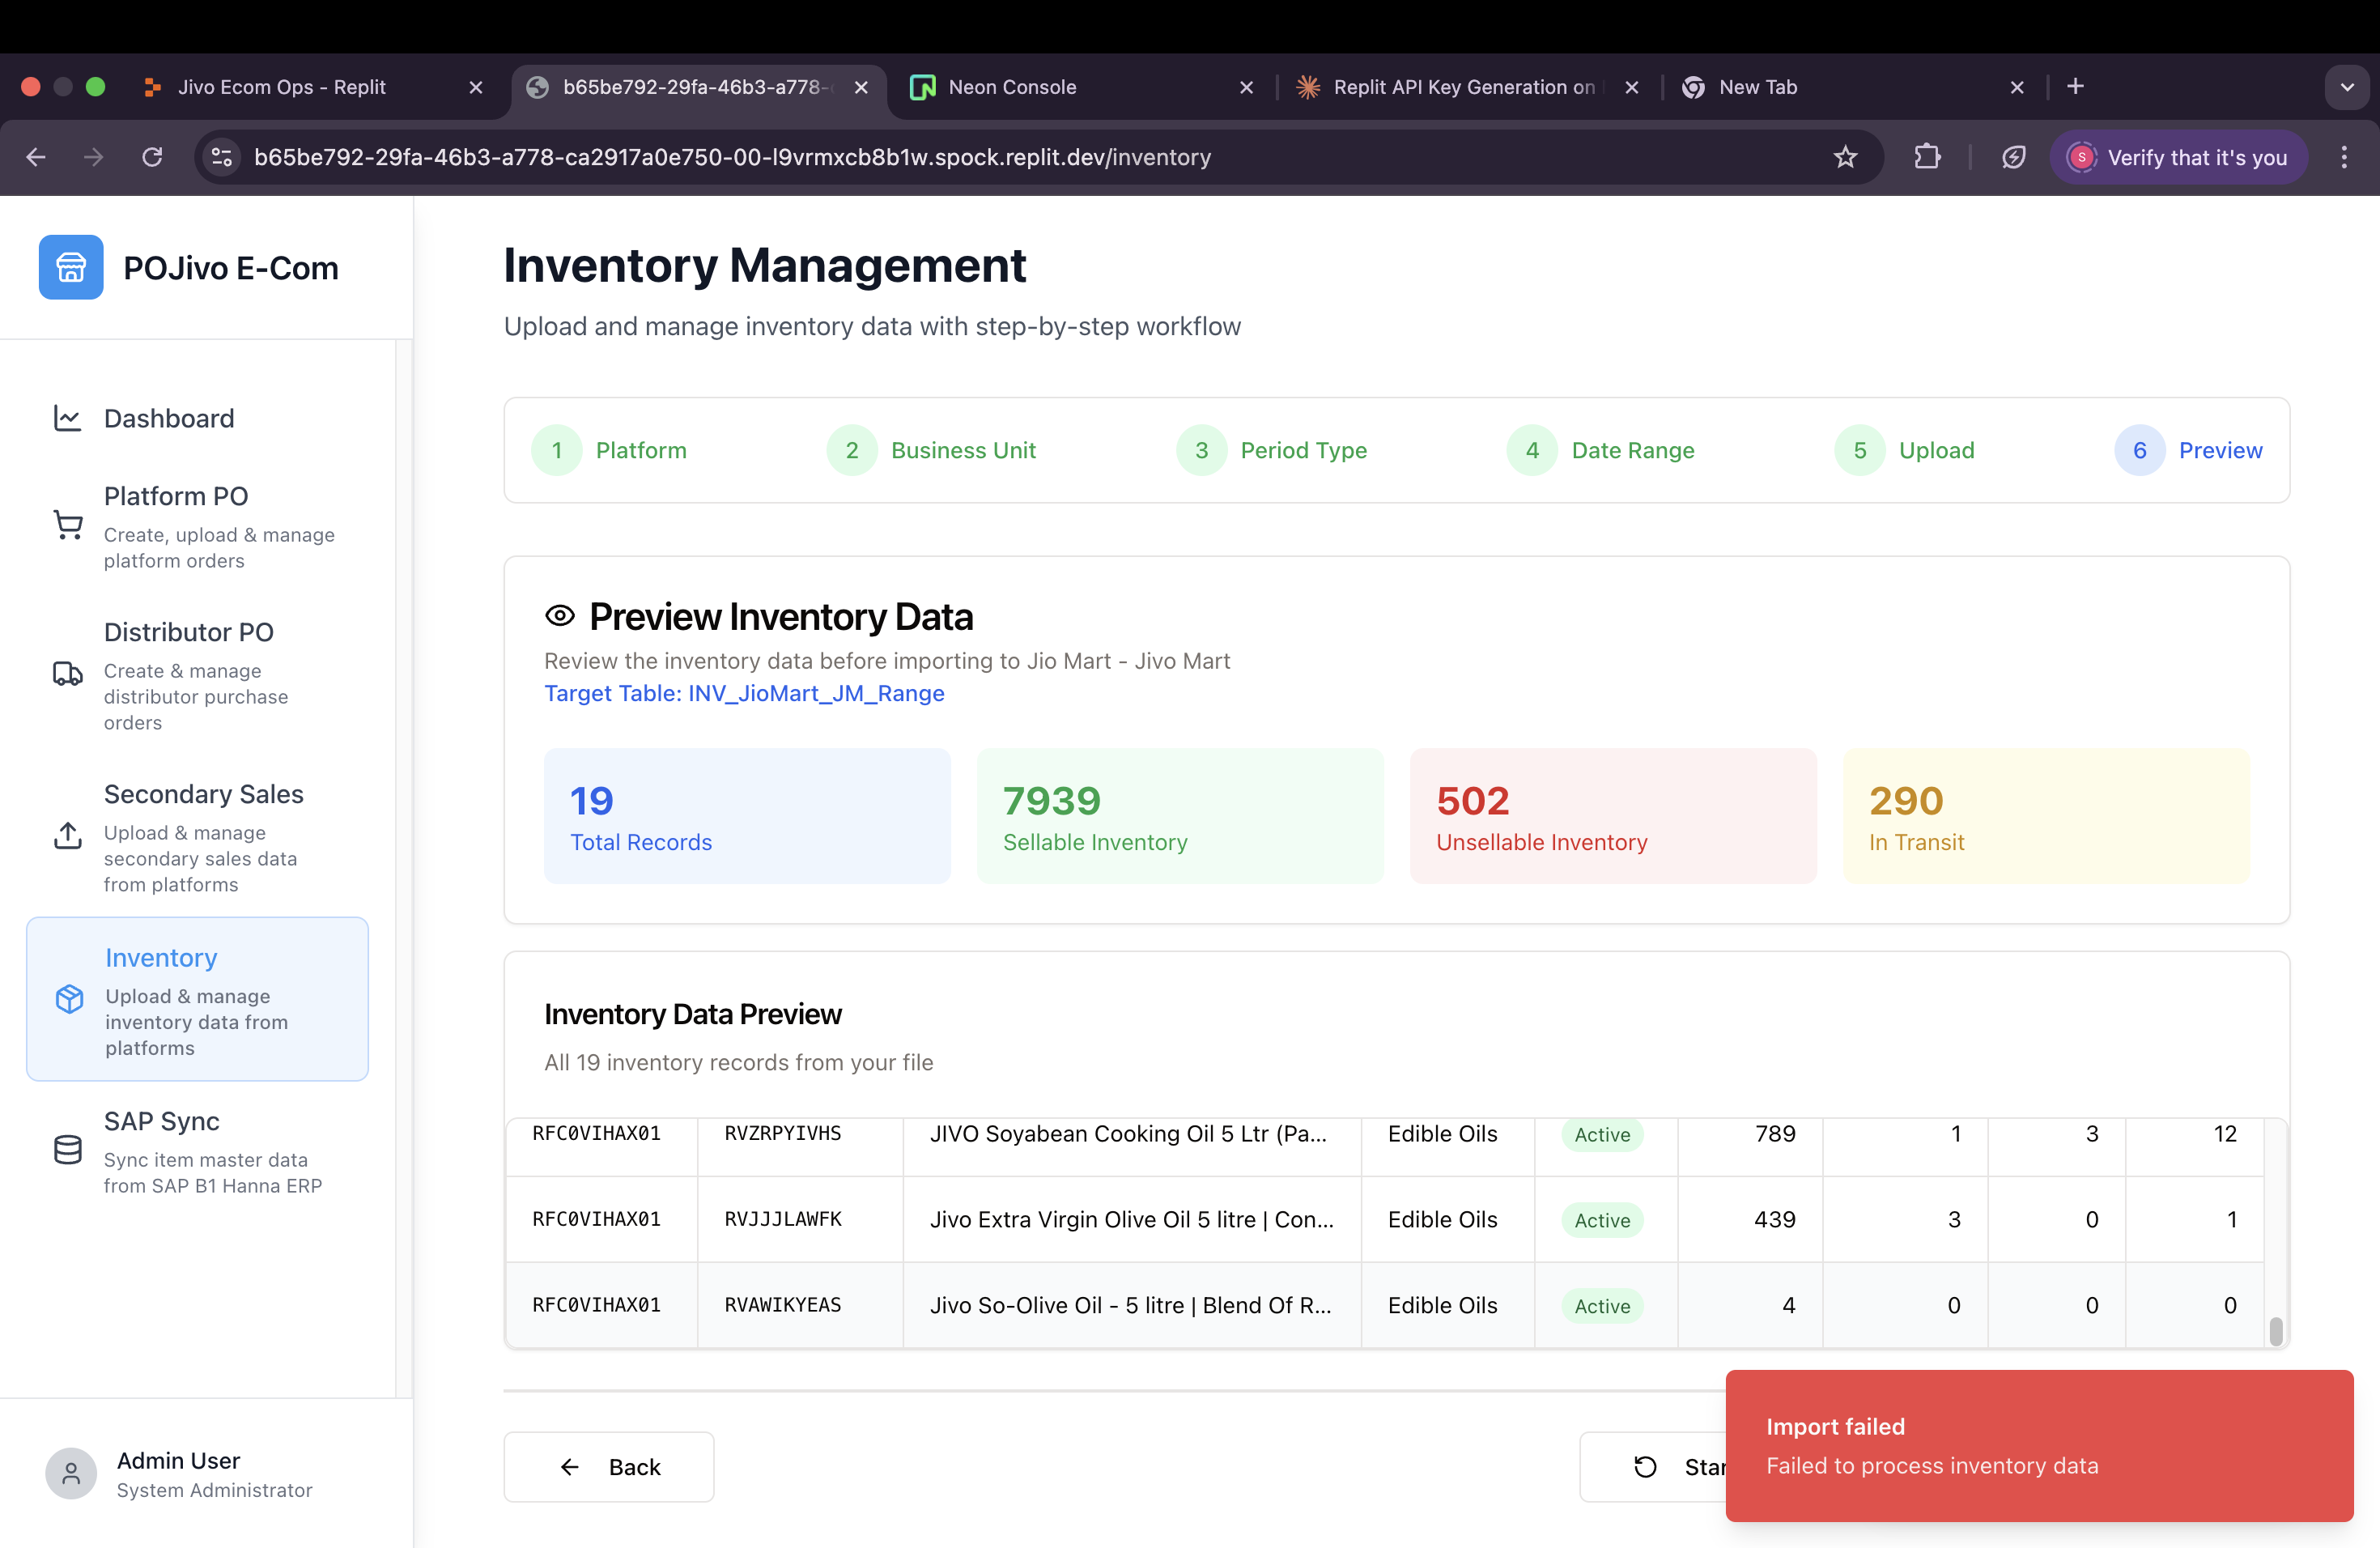 Jivo Ecom Ops - Replit
b65be792-29fa-46b3-a778-
Neon Console
Replit API Key Generation on
New Tab
b65be792-29fa-46b3-a778-ca2917a0e750-00-l9vrmxcb8b1w.spock.replit.dev/inventory
S
Verify that it's you
POJivo E-Com
Dashboard
Platform PO
Create, upload & manage
platform orders
Distributor PO
Create & manage
distributor purchase
orders
Secondary Sales
Upload & manage
secondary sales data
from platforms
Inventory
Upload & manage
inventory data from
platforms
SAP Sync
Sync item master data
from SAP B1 Hanna ERP
Admin User
System Administrator
Inventory Management
Upload and manage inventory data with step-by-step workflow
1 Platform 2 Business Unit 3 Period Type 4 Date Range 5 Upload 6 Preview
Preview Inventory Data
Review the inventory data before importing to Jio Mart - Jivo Mart
Target Table: INV_JioMart_JM_Range
19
Total Records
7939
Sellable Inventory
502
Unsellable Inventory
290
In Transit
Inventory Data Preview
All 19 inventory records from your file
RFC0VIHAX01 RVZRPYIVHS JIVO Soyabean Cooking Oil 5 Ltr (Pa... Edible Oils Active 789 1 3 12
RFC0VIHAX01 RVJJJLAWFK Jivo Extra Virgin Olive Oil 5 litre | Con... Edible Oils Active 439 3 0 1
RFC0VIHAX01 RVAWIKYEAS Jivo So-Olive Oil - 5 litre | Blend Of R... Edible Oils Active 4 0 0 0
Back
Import failed
Failed to process inventory data